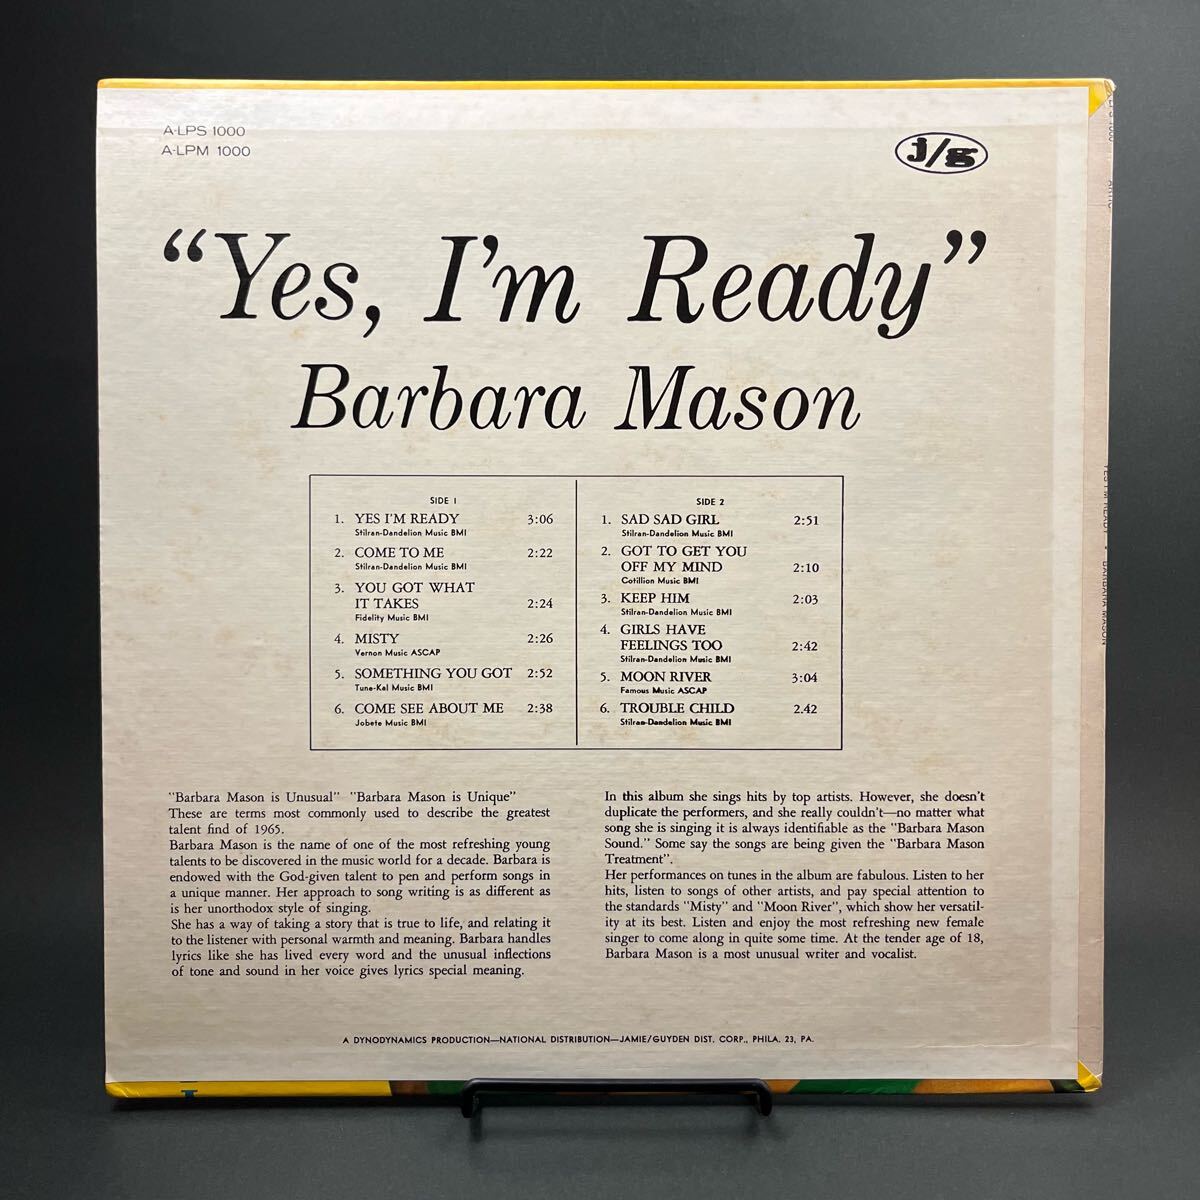 A-LPS 1000
A-LPM 1000
j/g
“Yes, I’m Ready”
Barbara Mason
SIDE 1
1. YES I'M READY 3:06
Stilran-Dandelion Music BMI
2. COME TO ME 2:22
Stilran-Dandelion Music BMI
3. YOU GOT WHAT
IT TAKES 2:24
Fidelity Music BMI
4. MISTY 2:26
Vernon Music ASCAP
5. SOMETHING YOU GOT 2:52
Tune-Kel Music BMI
6. COME SEE ABOUT ME 2:38
Jobete Music BMI
SIDE 2
1. SAD SAD GIRL 2:51
Stilran-Dandelion Music BMI
2. GOT TO GET YOU
OFF MY MIND 2:10
Cotillion Music BMI
3. KEEP HIM 2:03
Stilran-Dandelion Music BMI
4. GIRLS HAVE
FEELINGS TOO 2:42
Stilran-Dandelion Music BMI
5. MOON RIVER 3:04
Famous Music ASCAP
6. TROUBLE CHILD 2.42
Stilran-Dandelion Music BMI
"Barbara Mason is Unusual" "Barbara Mason is Unique"
These are terms most commonly used to describe the greatest
talent find of 1965.
Barbara Mason is the name of one of the most refreshing young
talents to be discovered in the music world for a decade. Barbara is
endowed with the God-given talent to pen and perform songs in
a unique manner. Her approach to song writing is as different as
is her unorthodox style of singing.
She has a way of taking a story that is true to life, and relating it
to the listener with personal warmth and meaning. Barbara handles
lyrics like she has lived every word and the unusual inflections
of tone and sound in her voice gives lyrics special meaning.
In this album she sings hits by top artists. However, she doesn't
duplicate the performers, and she really couldn't—no matter what
song she is singing it is always identifiable as the "Barbara Mason
Sound." Some say the songs are being given the "Barbara Mason
Treatment".
Her performances on tunes in the album are fabulous. Listen to her
hits, listen to songs of other artists, and pay special attention to
the standards "Misty" and "Moon River", which show her versatil-
ity at its best. Listen and enjoy the most refreshing new female
singer to come along in quite some time. At the tender age of 18,
Barbara Mason is a most unusual writer and vocalist.
A DYNODYNAMICS PRODUCTION—NATIONAL DISTRIBUTION—JAMIE/GUYDEN DIST. CORP., PHILA. 23, PA.
YES I'M READY • BARBARA MASON